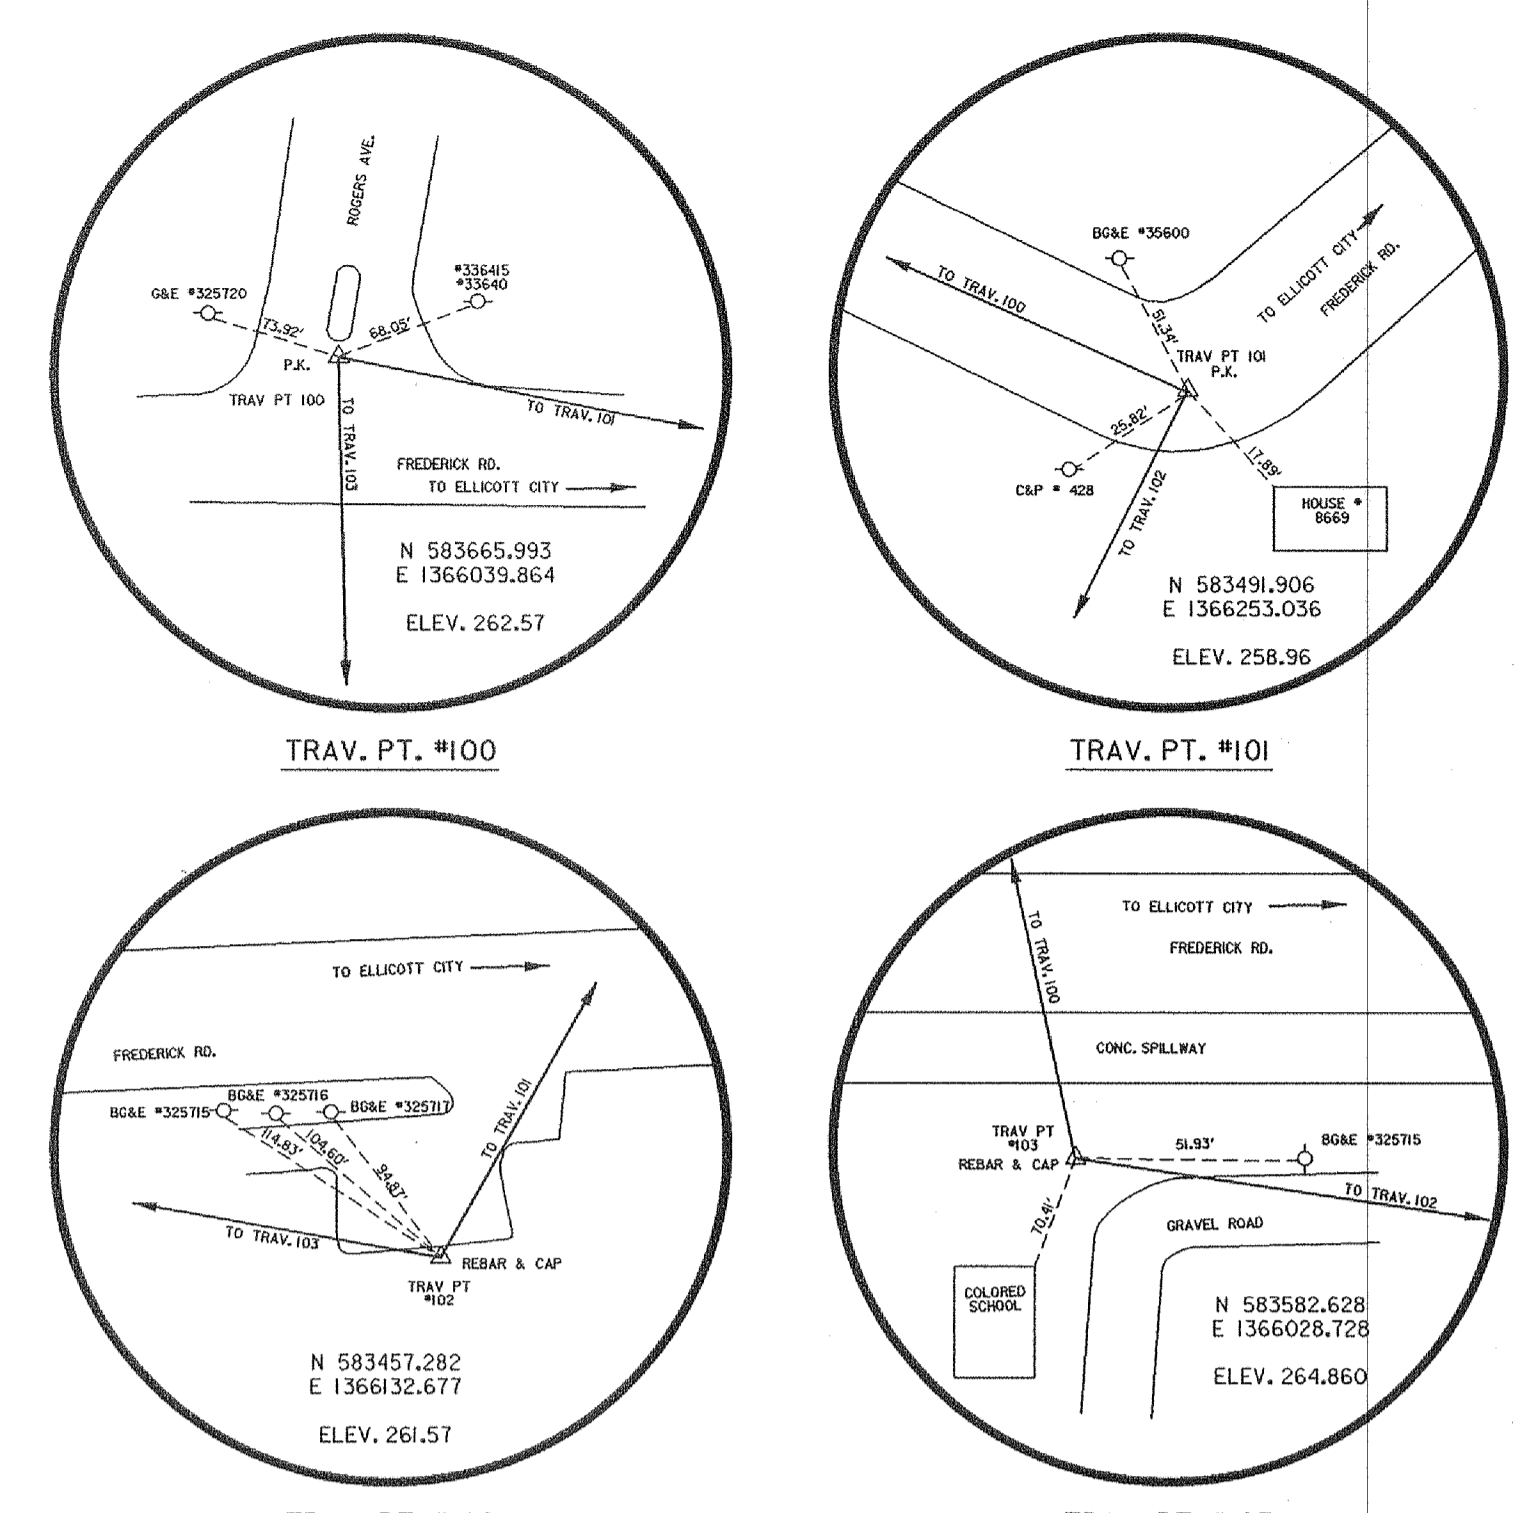 ROGERS AVE.
G&E #325720
#336415
#33640
73.92'
68.05'
P.K.
TRAV PT 100
TO TRAV. 101
TO TRAV. 103
FREDERICK RD.
TO ELLICOTT CITY
N 583665.993
E 1366039.864
ELEV. 262.57
TRAV. PT. #100
BG&E #35600
TO ELLICOTT CITY
FREDERICK RD.
TO TRAV. 100
51.34'
TRAV PT 101
P.K.
25.82'
17.89'
C&P # 428
TO TRAV. 102
HOUSE #
8669
N 583491.906
E 1366253.036
ELEV. 258.96
TRAV. PT. #101
TO ELLICOTT CITY
FREDERICK RD.
BG&E #325716
BG&E #325715
BG&E #325717
114.83'
104.60'
94.87'
TO TRAV. 101
TO TRAV. 103
REBAR & CAP
TRAV PT
#102
N 583457.282
E 1366132.677
ELEV. 261.57
TO ELLICOTT CITY
FREDERICK RD.
TO TRAV. 100
CONC. SPILLWAY
TRAV PT
#103
REBAR & CAP
51.93'
BG&E #325715
TO TRAV. 102
70.41'
GRAVEL ROAD
COLORED
SCHOOL
N 583582.628
E 1366028.728
ELEV. 264.860